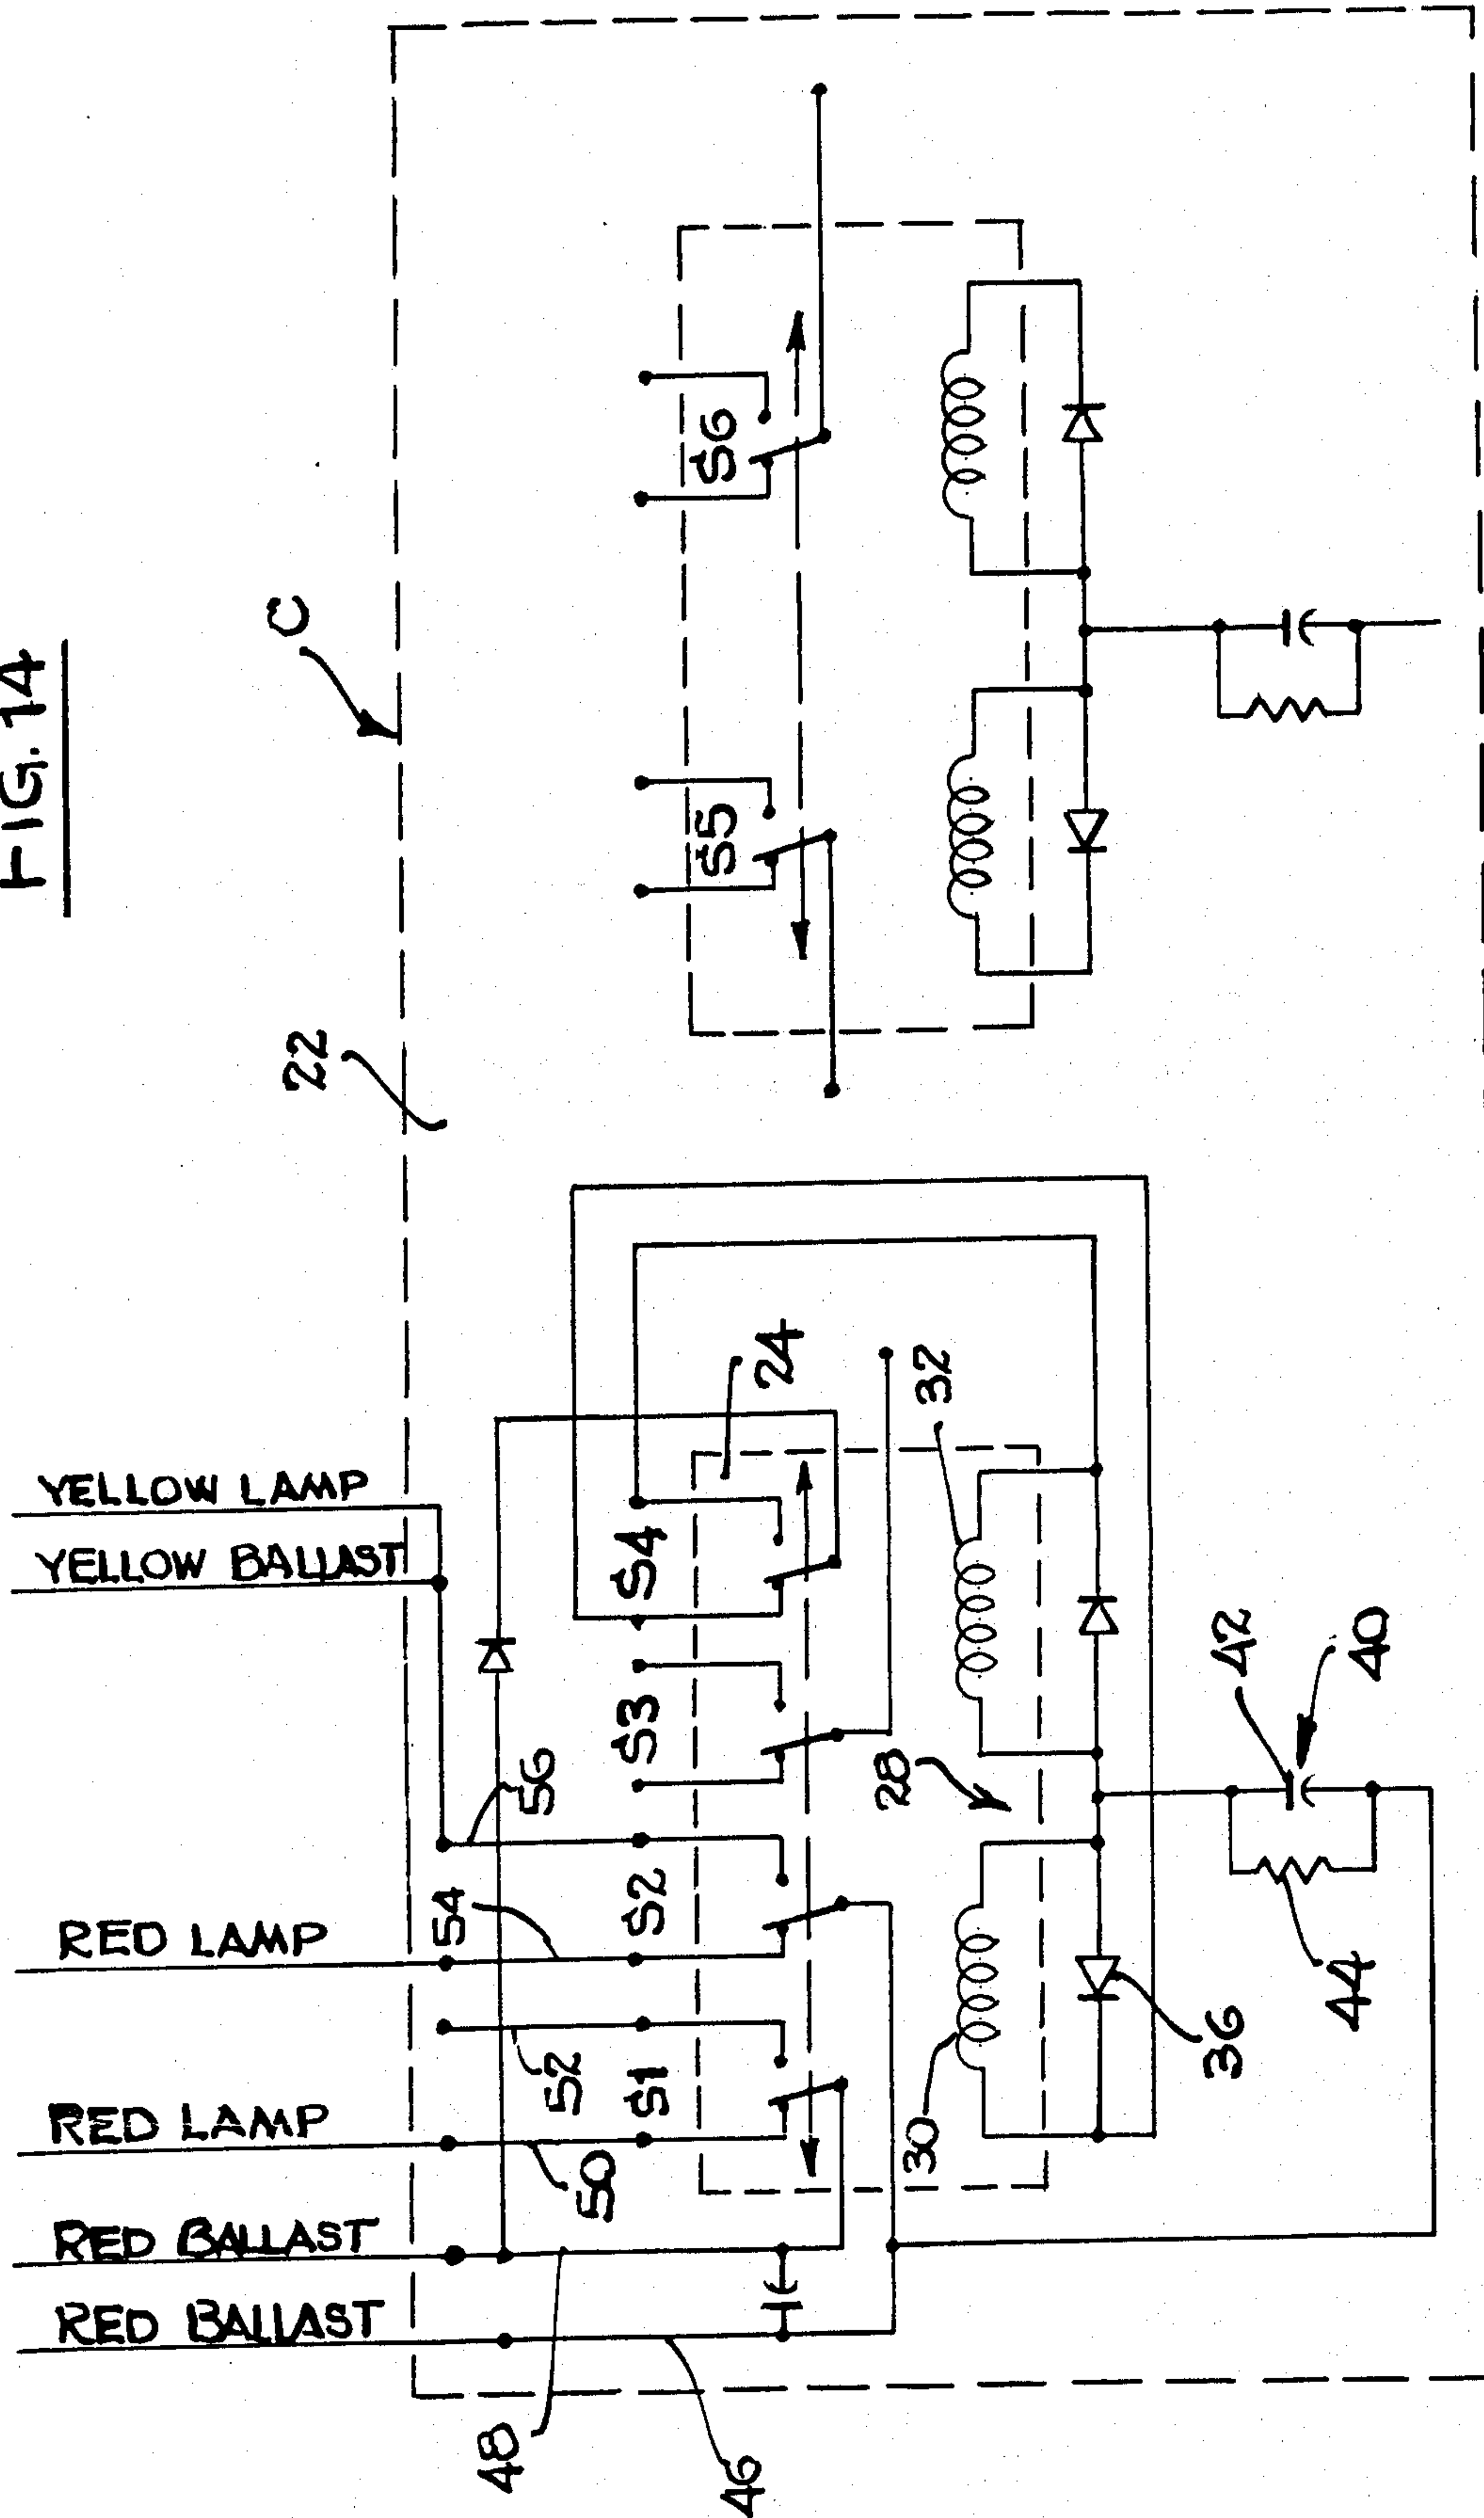 FIG. 14
C
22
YELLOW LAMP
YELLOW BALLAST
RED LAMP
RED LAMP
RED BALLAST
RED BALLAST
48
46
50
52
54
56
S1
S2
S3
S4
24
S5
S6
30
28
32
36
44
42
40